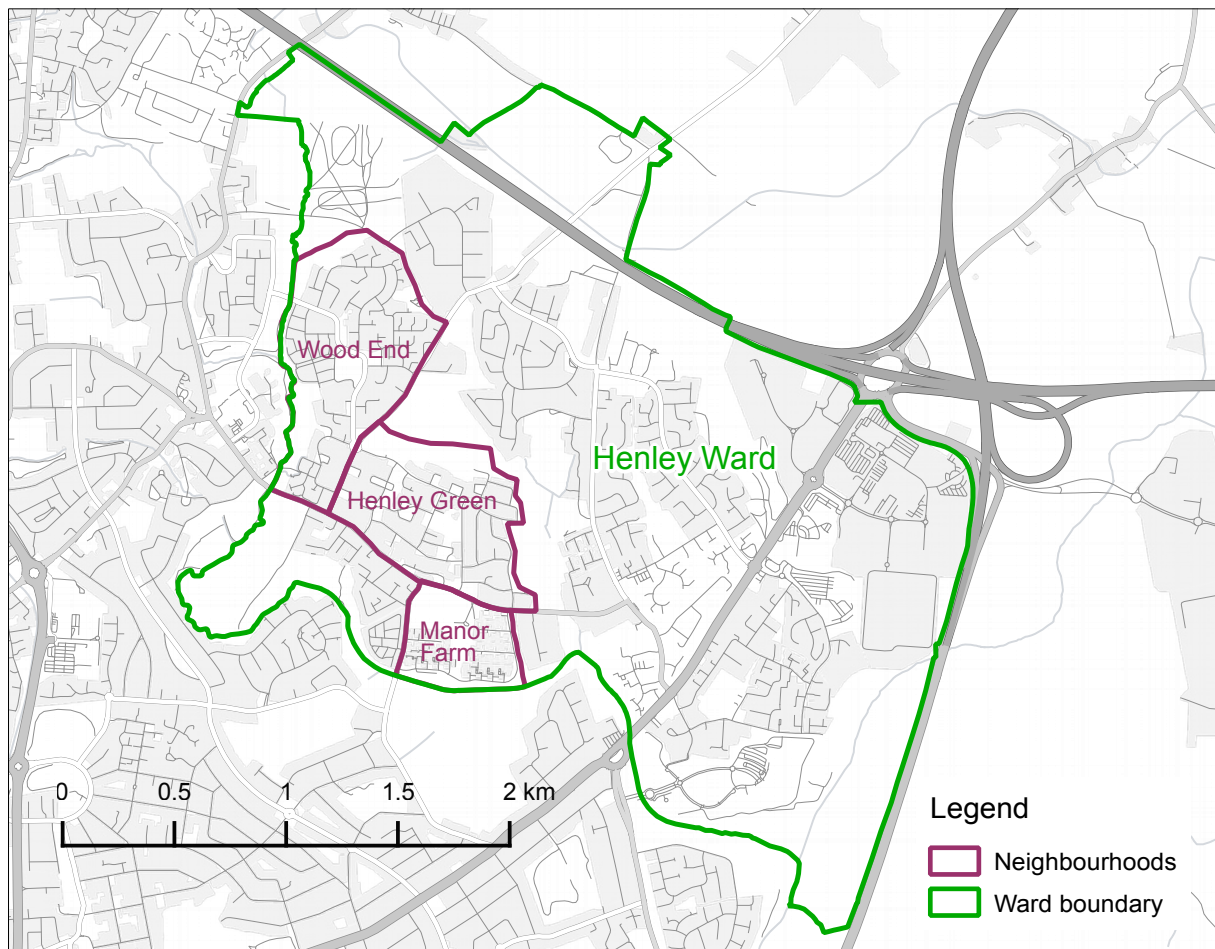 Wood End
Henley Ward
Henley Green
Manor
Farm
0 0.5 1 1.5 2 km
Legend
Neighbourhoods
Ward boundary